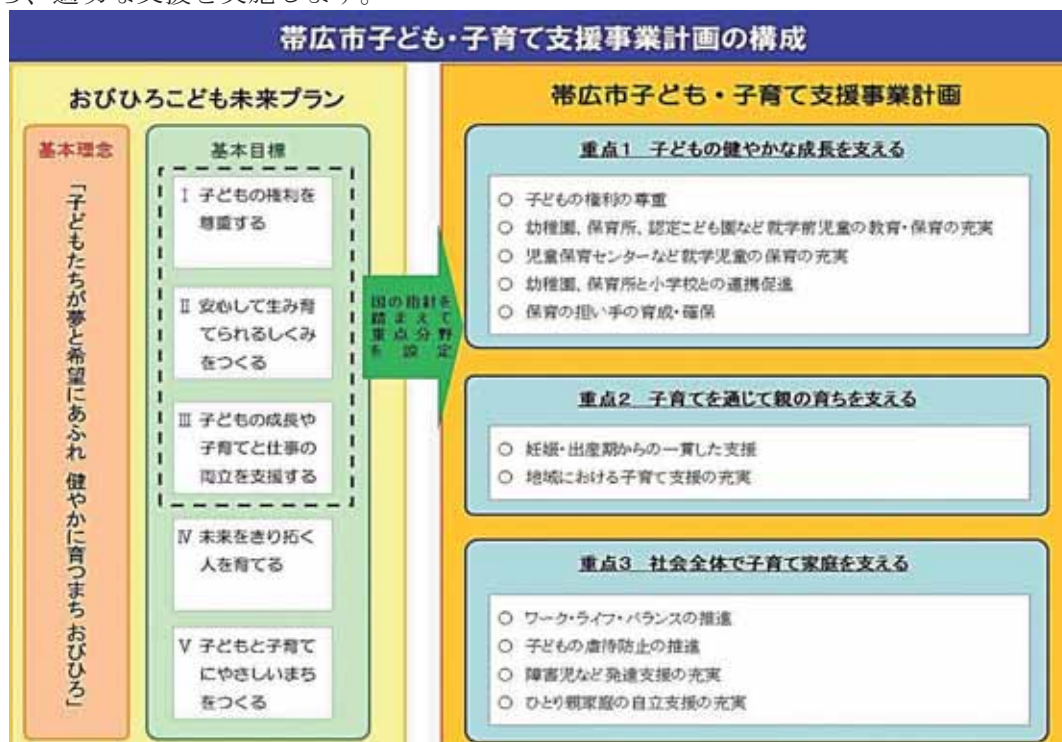 ら、適切な支援を実施します。
帯広市子ども・子育て支援事業計画の構成
おびひろこども未来プラン
基本理念
「子どもたちが夢と希望にあふれ 健やかに育つまち おびひろ」
基本目標
Ⅰ 子どもの権利を
尊重する
Ⅱ 安心して生み育
てられるしくみ
をつくる
Ⅲ 子どもの成長や
子育てと仕事の
両立を支援する
Ⅳ 未来をきり拓く
人を育てる
Ⅴ 子どもと子育て
にやさしいまち
をつくる
国の指針を
踏まえて
重点分野
を設定
帯広市子ども・子育て支援事業計画
重点1 子どもの健やかな成長を支える
○ 子どもの権利の尊重
○ 幼稚園、保育所、認定こども園など就学前児童の教育・保育の充実
○ 児童保育センターなど就学児童の保育の充実
○ 幼稚園、保育所と小学校との連携促進
○ 保育の担い手の育成・確保
重点2 子育てを通じて親の育ちを支える
○ 妊娠・出産期からの一貫した支援
○ 地域における子育て支援の充実
重点3 社会全体で子育て家庭を支える
○ ワーク・ライフ・バランスの推進
○ 子どもの虐待防止の推進
○ 障害児など発達支援の充実
○ ひとり親家庭の自立支援の充実